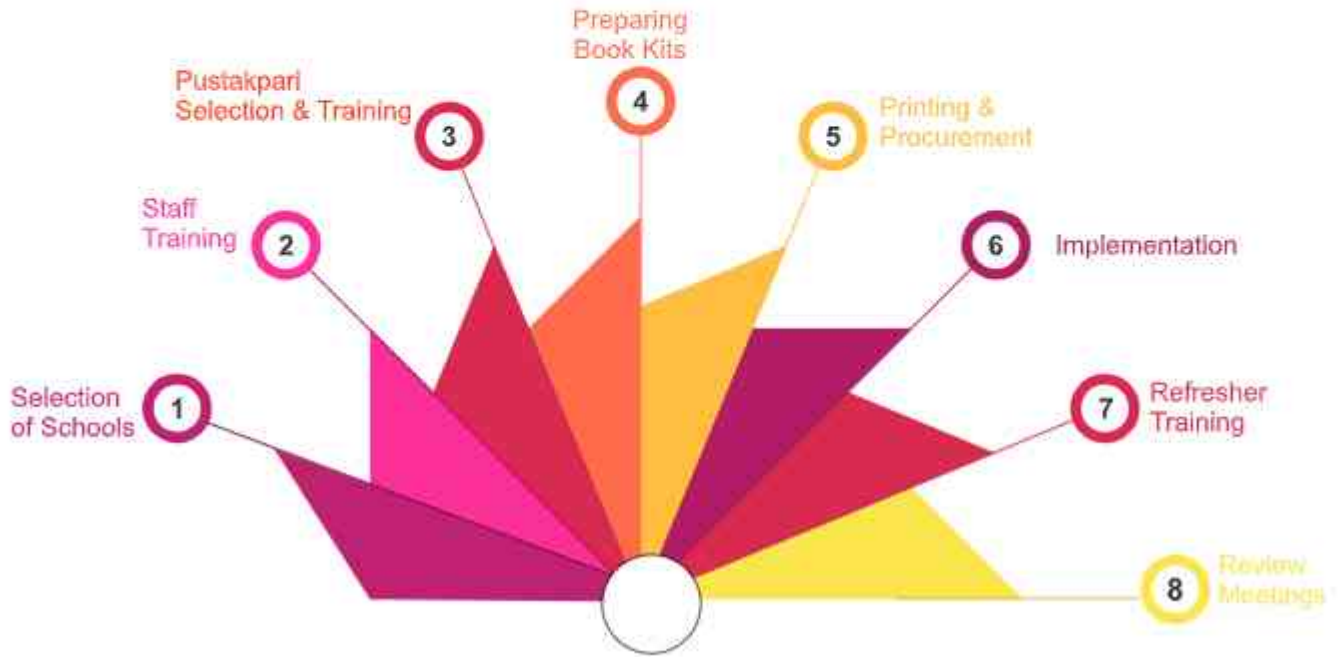 1
Selection
of Schools
2
Staff
Training
3
Pustakpari
Selection & Training
4
Preparing
Book Kits
5
Printing &
Procurement
6
Implementation
7
Refresher
Training
8
Review
Meetings